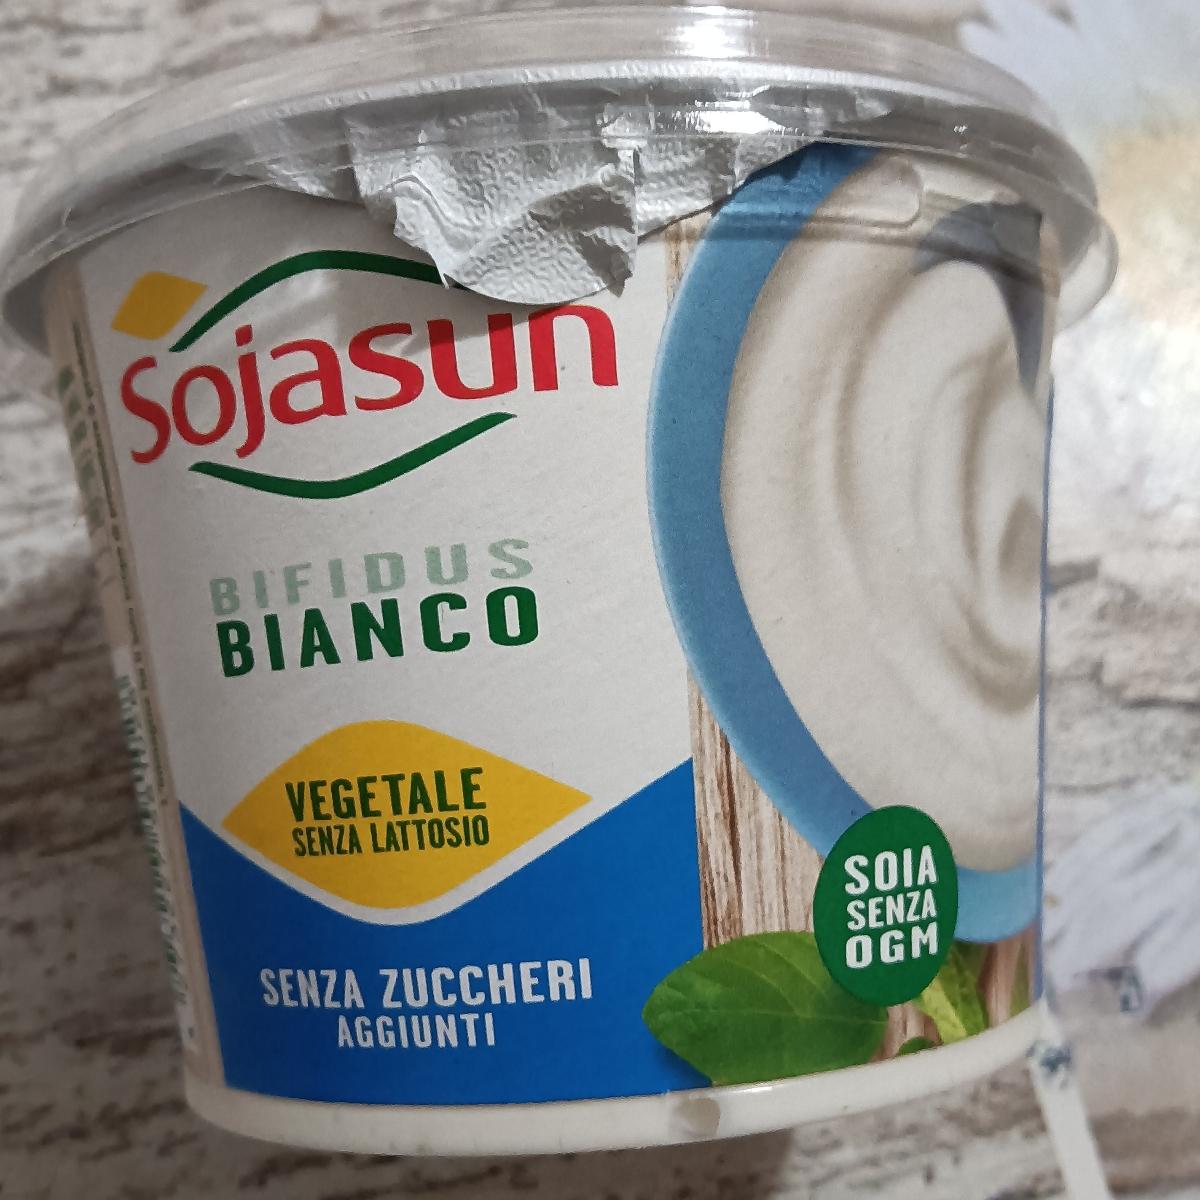 Sojasun
BIFIDUS
BIANCO
VEGETALE
SENZA LATTOSIO
SENZA ZUCCHERI
AGGIUNTI
SOIA
SENZA
OGM